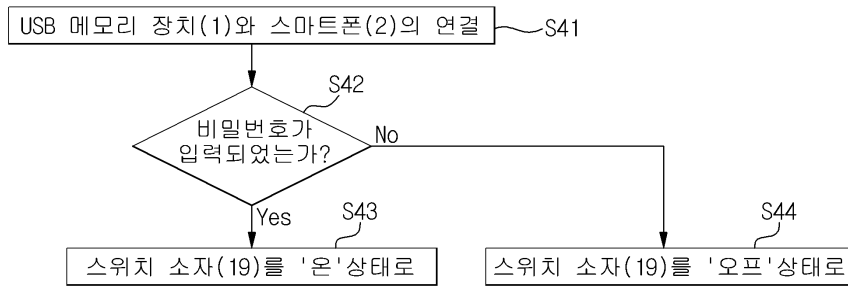 USB 메모리 장치(1)와 스마트폰(2)의 연결
S41
S42
비밀번호가
입력되었는가?
No
Yes
S43
S44
스위치 소자(19)를 '온'상태로
스위치 소자(19)를 '오프'상태로